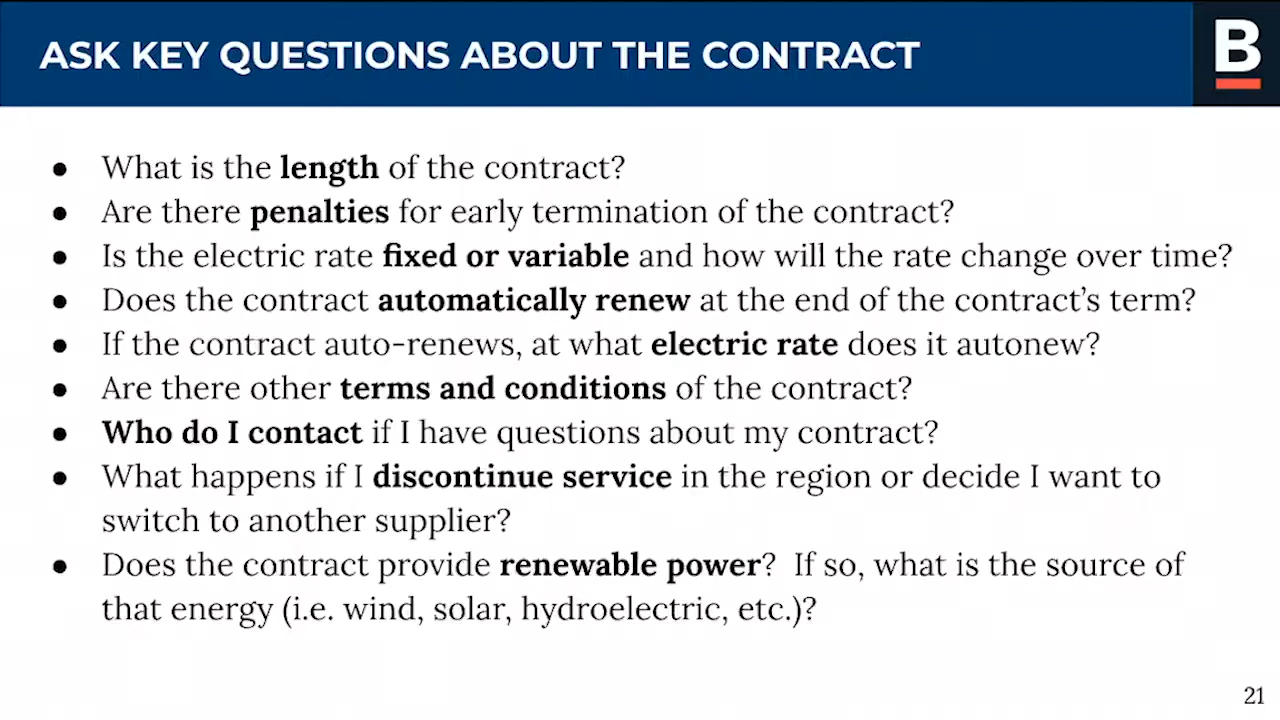 ASK KEY QUESTIONS ABOUT THE CONTRACT
B
● What is the length of the contract?
● Are there penalties for early termination of the contract?
● Is the electric rate fixed or variable and how will the rate change over time?
● Does the contract automatically renew at the end of the contract’s term?
● If the contract auto-renews, at what electric rate does it autonew?
● Are there other terms and conditions of the contract?
● Who do I contact if I have questions about my contract?
● What happens if I discontinue service in the region or decide I want to
switch to another supplier?
● Does the contract provide renewable power?  If so, what is the source of
that energy (i.e. wind, solar, hydroelectric, etc.)?
21